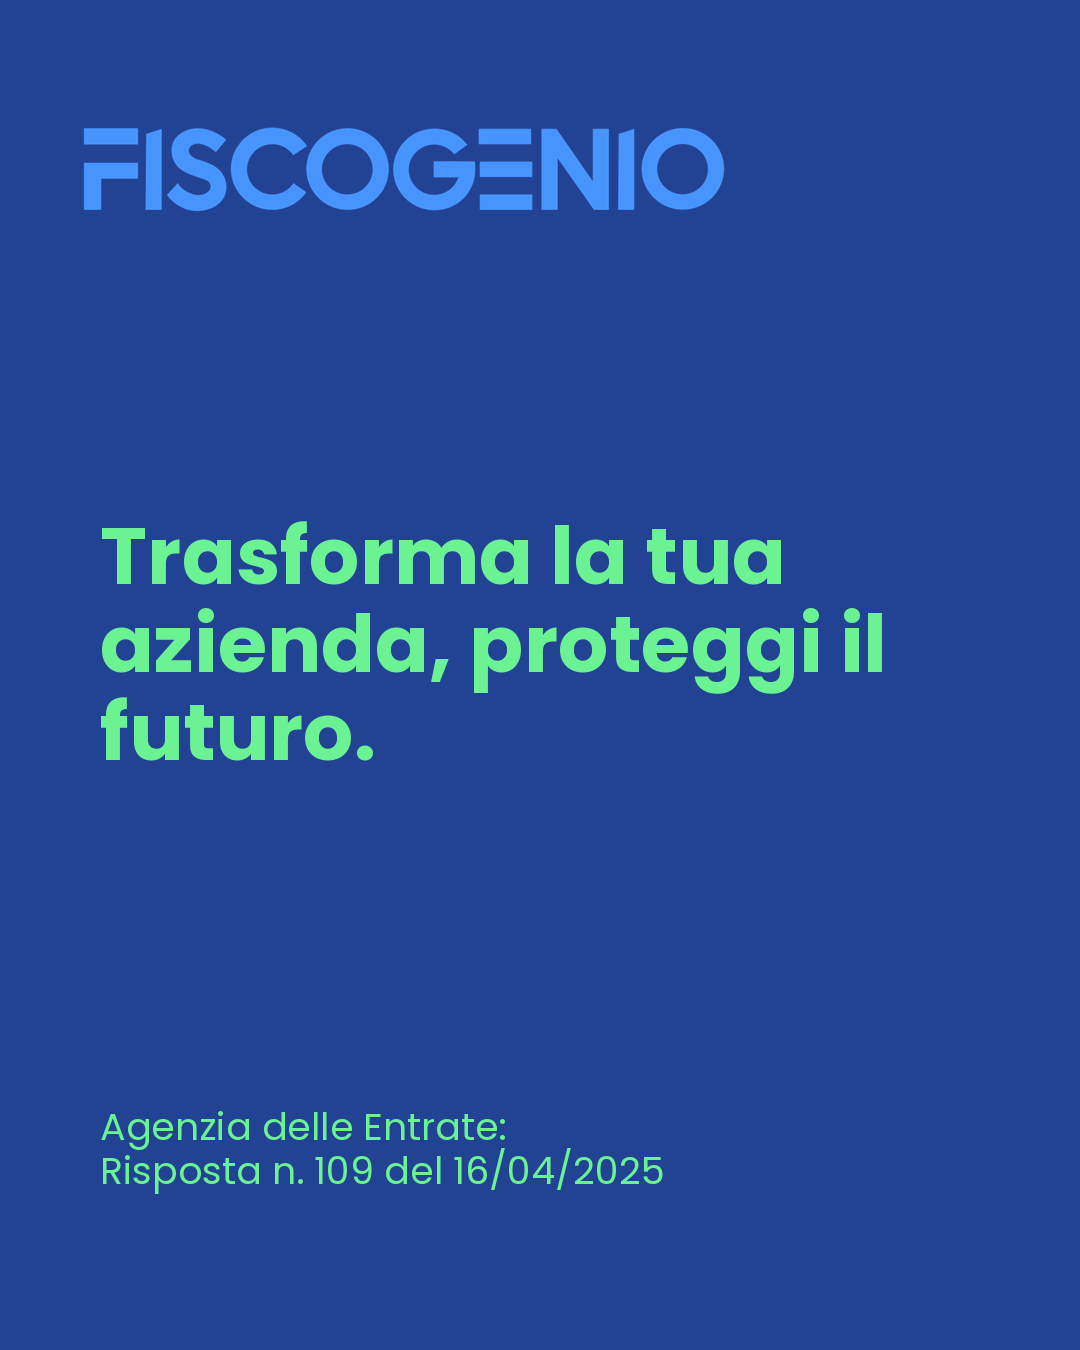 FISCOGENIO
Trasforma la tua
azienda, proteggi il
futuro.
Agenzia delle Entrate:
Risposta n. 109 del 16/04/2025